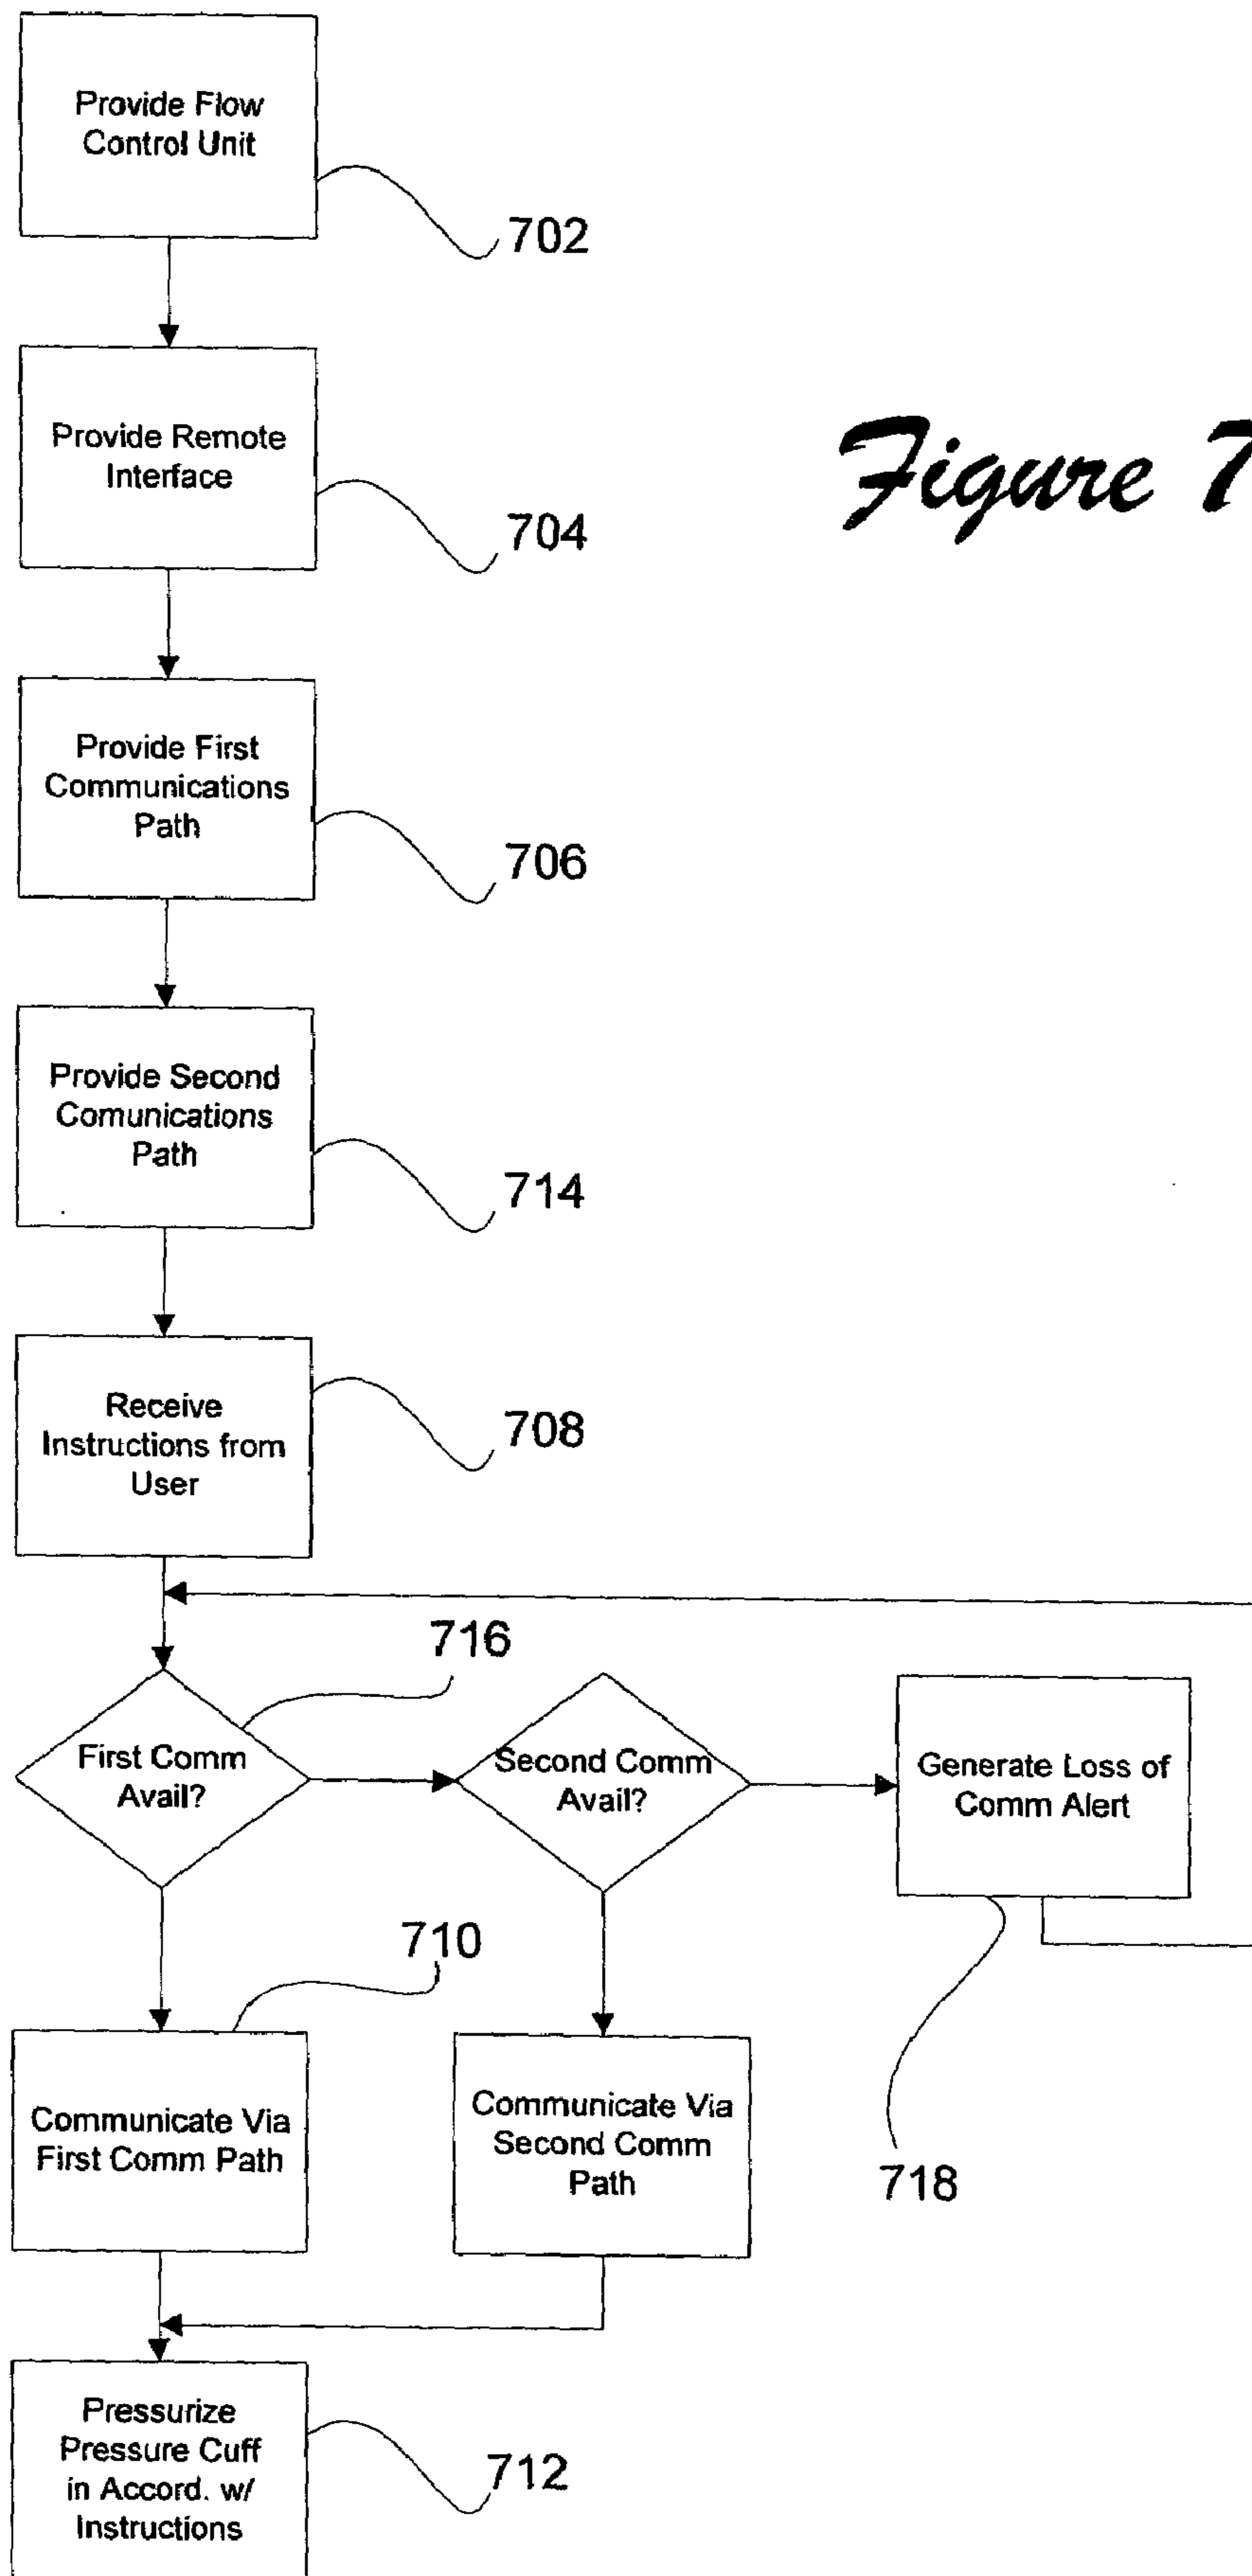 Provide Flow
Control Unit
702
Provide Remote
Interface
704
Figure 7
Provide First
Communications
Path
706
Provide Second
Comunications
Path
714
Receive
Instructions from
User
708
716
First Comm
Avail?
Second Comm
Avail?
Generate Loss of
Comm Alert
710
Communicate Via
First Comm Path
Communicate Via
Second Comm
Path
718
Pressurize
Pressure Cuff
in Accord. w/
Instructions
712